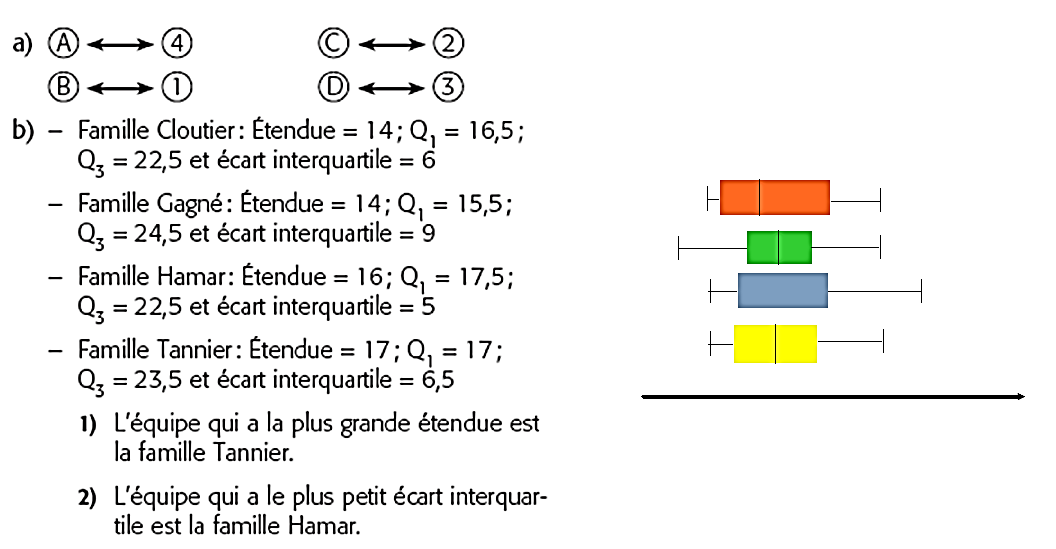 a) Ⓐ ↔ ④ Ⓒ ↔ ②
Ⓑ ↔ ① Ⓓ ↔ ③
b) – Famille Cloutier : Étendue = 14 ; Q₁ = 16,5 ;
Q₃ = 22,5 et écart interquartile = 6
– Famille Gagné : Étendue = 14 ; Q₁ = 15,5 ;
Q₃ = 24,5 et écart interquartile = 9
– Famille Hamar : Étendue = 16 ; Q₁ = 17,5 ;
Q₃ = 22,5 et écart interquartile = 5
– Famille Tannier : Étendue = 17 ; Q₁ = 17 ;
Q₃ = 23,5 et écart interquartile = 6,5
1) L'équipe qui a la plus grande étendue est
la famille Tannier.
2) L'équipe qui a le plus petit écart interquar-
tile est la famille Hamar.